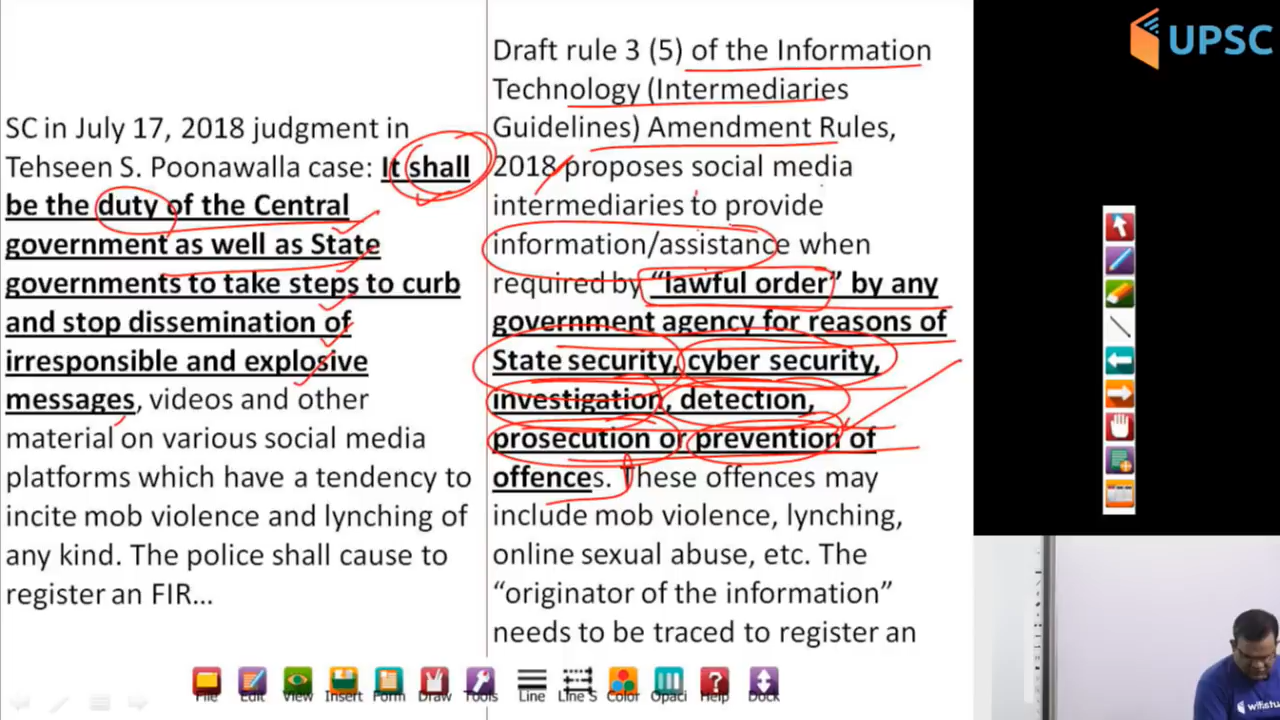 SC in July 17, 2018 judgment in
Tehseen S. Poonawalla case: It shall
be the duty of the Central
government as well as State
governments to take steps to curb
and stop dissemination of
irresponsible and explosive
messages, videos and other
material on various social media
platforms which have a tendency to
incite mob violence and lynching of
any kind. The police shall cause to
register an FIR...
Draft rule 3 (5) of the Information
Technology (Intermediaries
Guidelines) Amendment Rules,
2018 proposes social media
intermediaries to provide
information/assistance when
required by “lawful order” by any
government agency for reasons of
State security, cyber security,
investigation, detection,
prosecution or prevention of
offences. These offences may
include mob violence, lynching,
online sexual abuse, etc. The
“originator of the information”
needs to be traced to register an
UPSC
File Edit View Insert Form Draw Tools Line Line S Color Opaci Help Dock